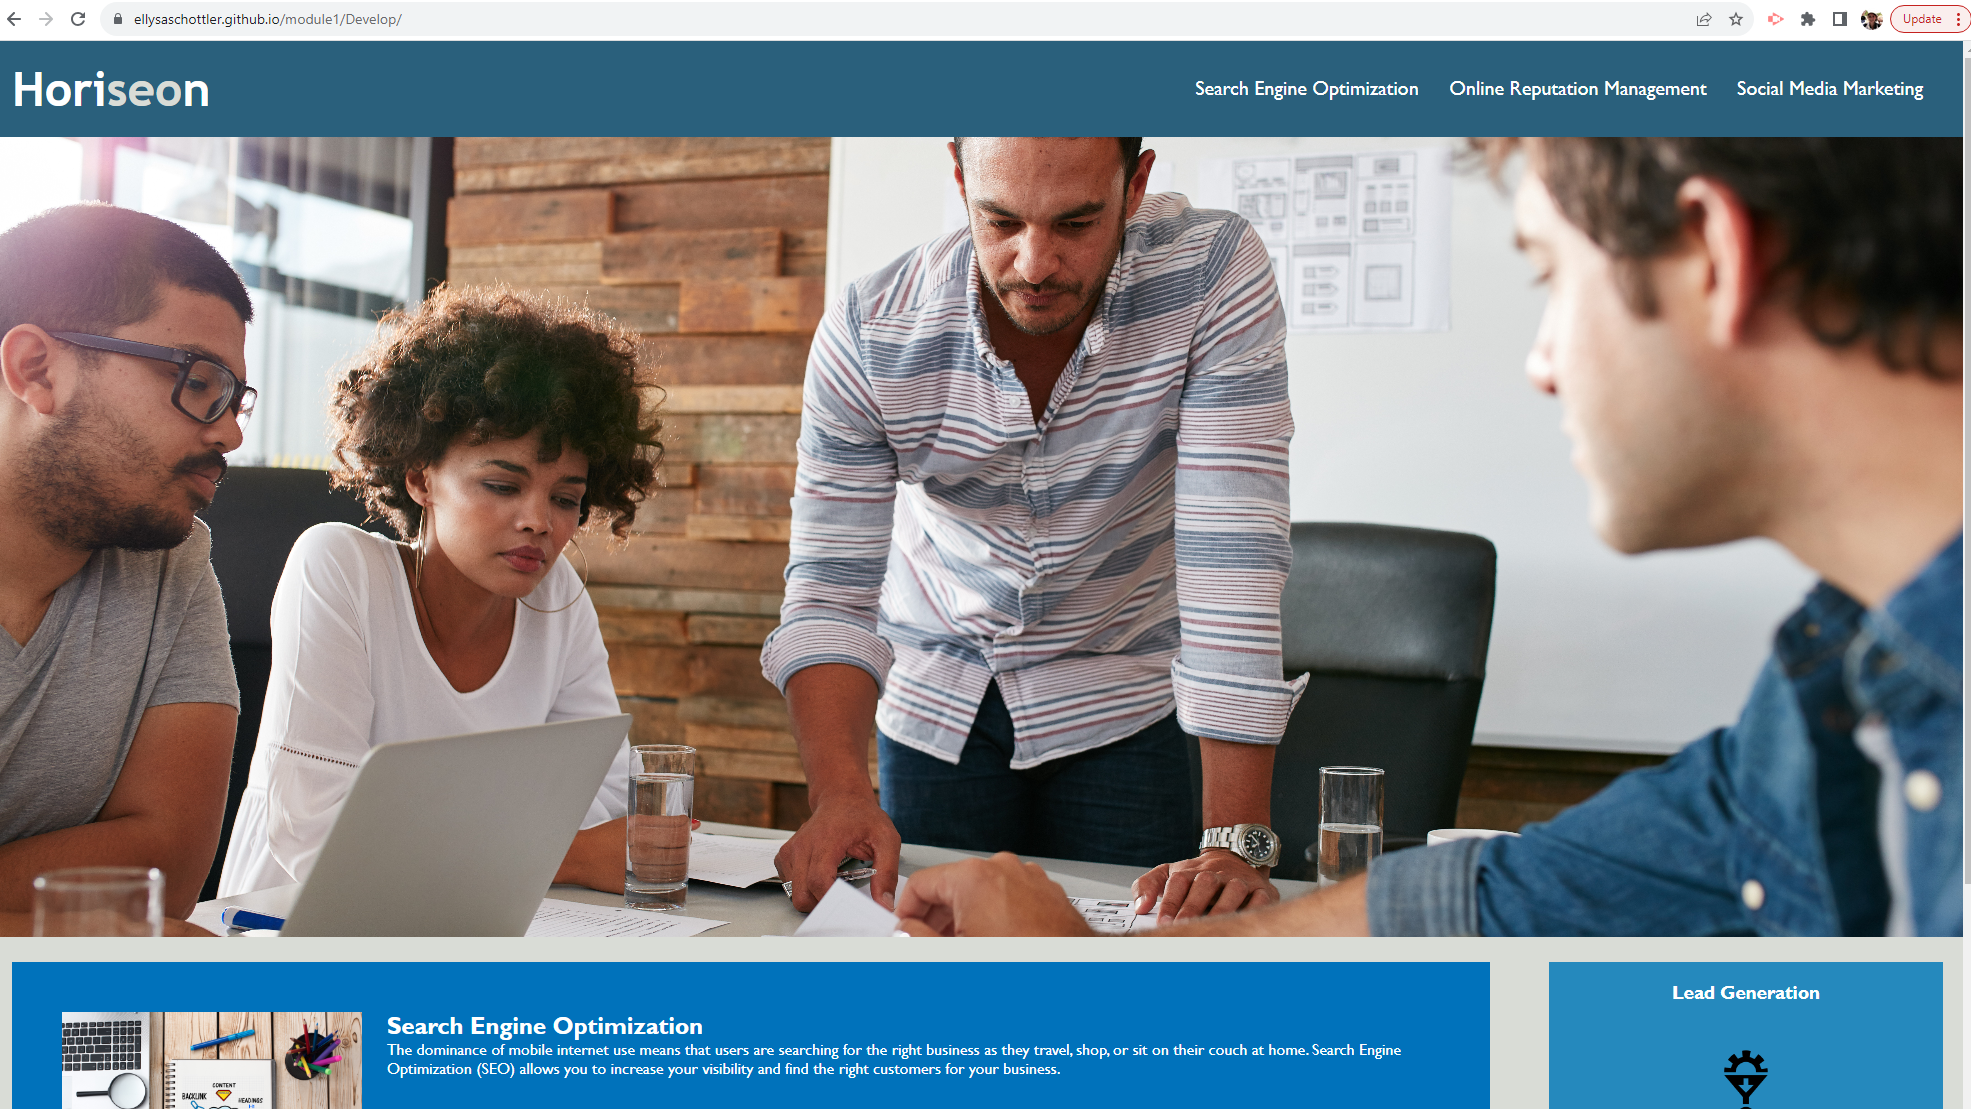 ellysaschottler.github.io/module1/Develop/
Update
Horiseon
Search Engine Optimization
Online Reputation Management
Social Media Marketing
Search Engine Optimization
The dominance of mobile internet use means that users are searching for the right business as they travel, shop, or sit on their couch at home. Search Engine
Optimization (SEO) allows you to increase your visibility and find the right customers for your business.
CONTENT
BACKLINK
HEADINGS
Lead Generation